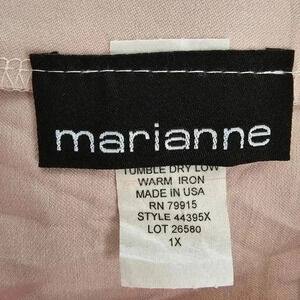 marianne
TUMBLE DRY LOW
WARM IRON
MADE IN USA
RN 79915
STYLE 44395X
LOT 26580
1X